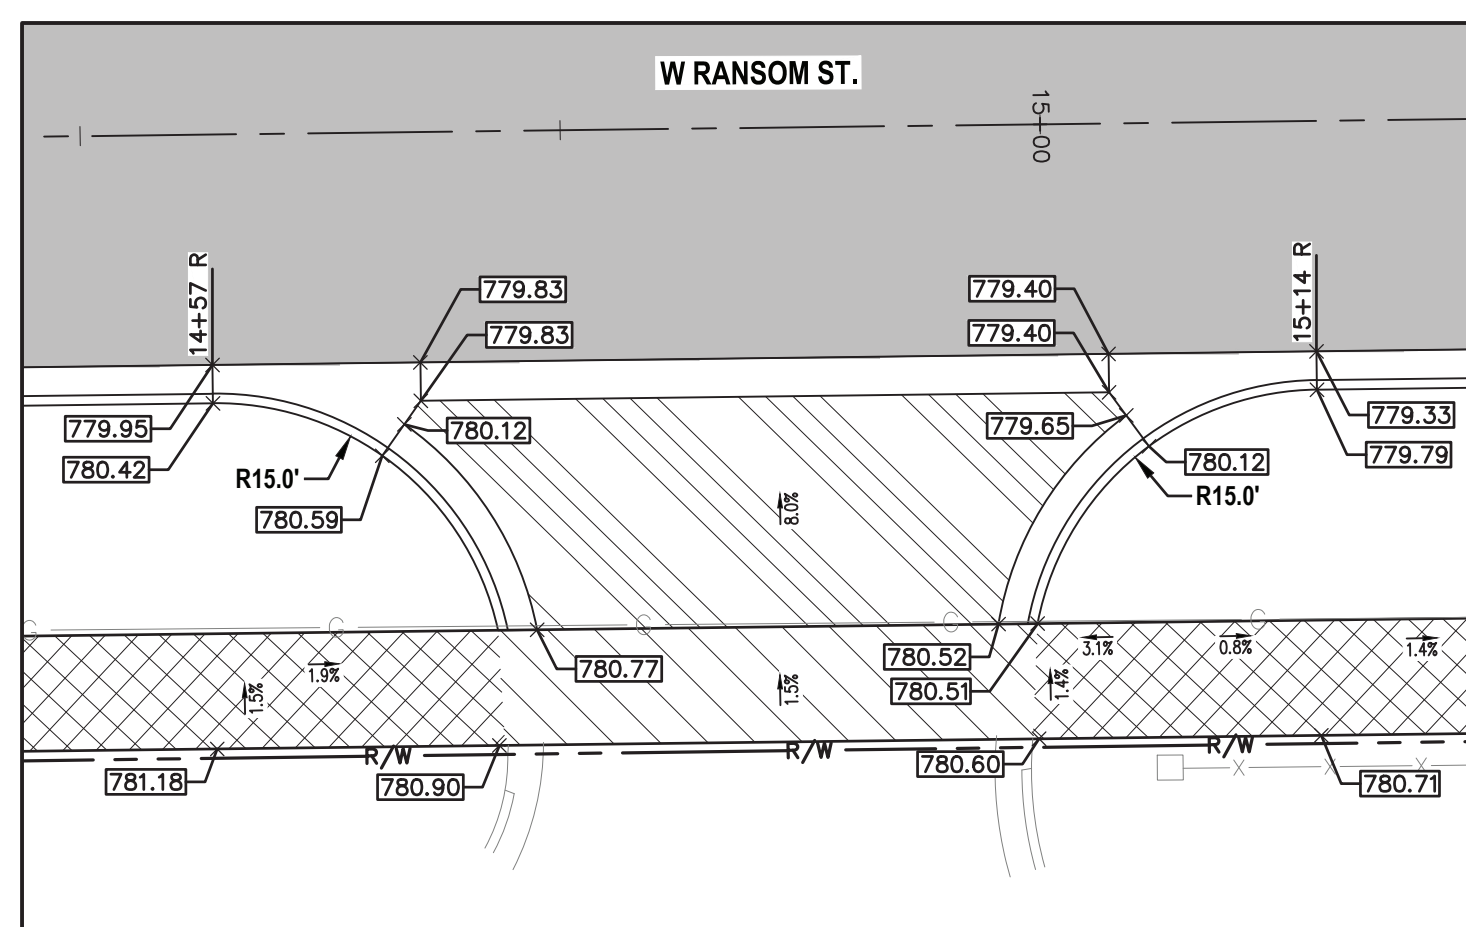 W RANSOM ST.
15+00
14+57 R
15+14 R
779.83
779.83
779.40
779.40
779.95
780.42
780.12
779.65
779.33
779.79
780.12
R15.0'
R15.0'
780.59
8.0%
G
G
G
G
G
780.77
780.52
780.51
1.9%
1.5%
1.5%
1.4%
3.1%
0.8%
1.4%
R/W
R/W
R/W
781.18
780.90
780.60
780.71
X
X
X